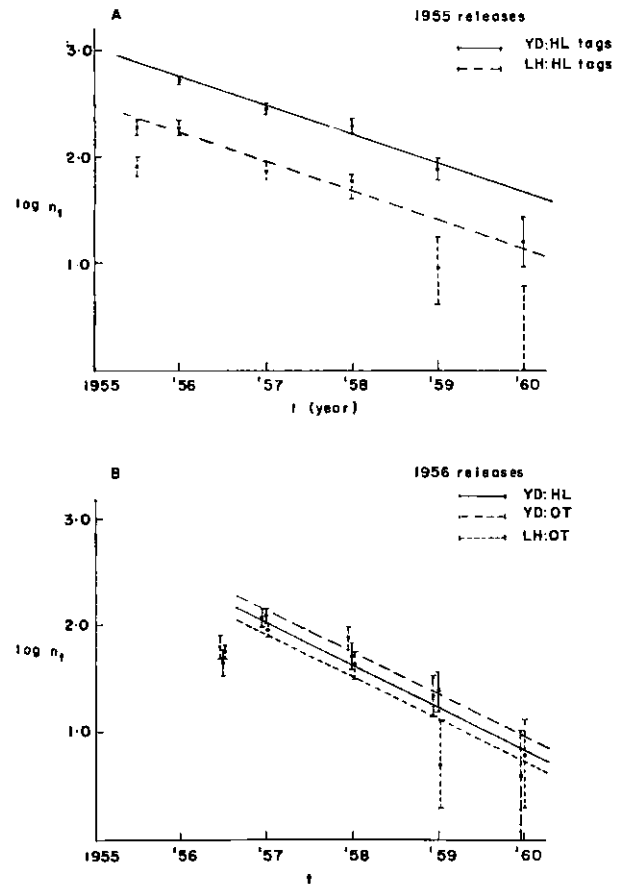 A
1955 releases
YD:HL tags
LH:HL tags
3.0
2.0
1.0
log nt
1955
'56
'57
'58
'59
'60
t (year)
B
1956 releases
YD:HL
YD:OT
LH:OT
3.0
2.0
1.0
log nt
1955
'56
'57
'58
'59
'60
t